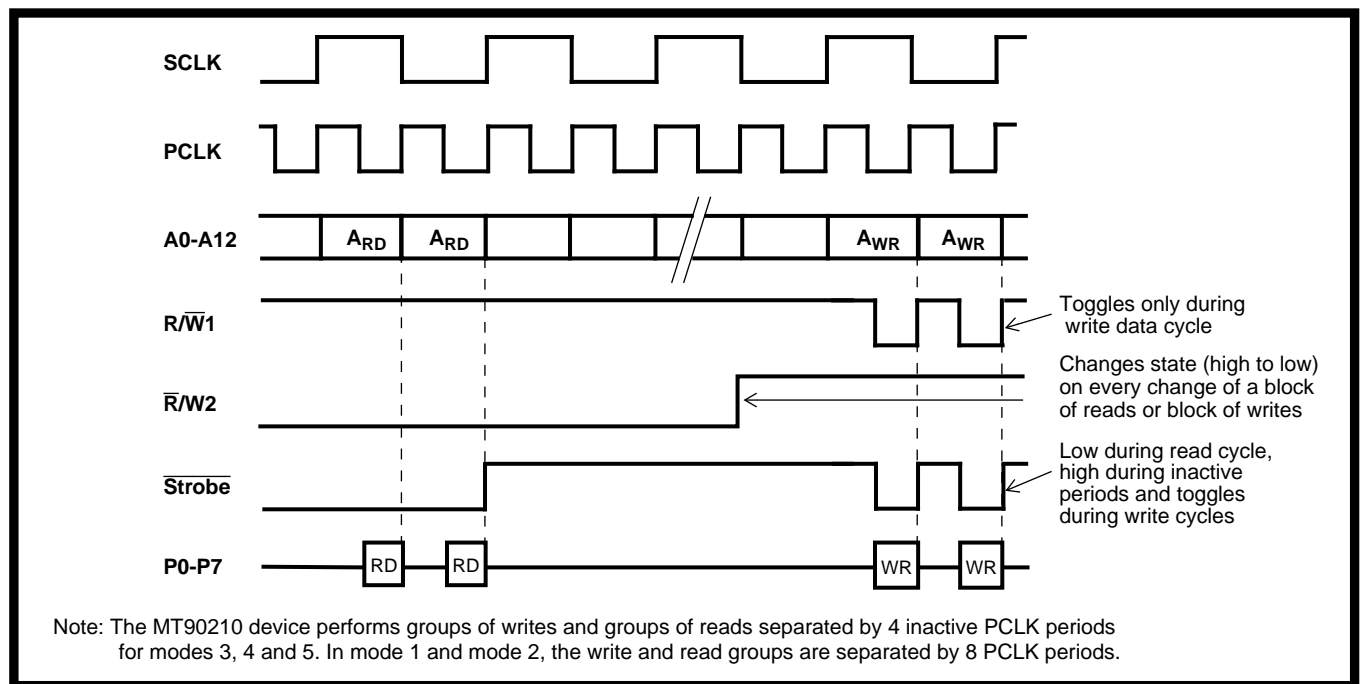 SCLK
PCLK
A0-A12
ARD ARD AWR AWR
R/W̅1
Toggles only during
write data cycle
R̅/W2
Changes state (high to low)
on every change of a block
of reads or block of writes
S̅t̅r̅o̅b̅e̅
Low during read cycle,
high during inactive
periods and toggles
during write cycles
P0-P7
RD RD WR WR
Note: The MT90210 device performs groups of writes and groups of reads separated by 4 inactive PCLK periods
for modes 3, 4 and 5. In mode 1 and mode 2, the write and read groups are separated by 8 PCLK periods.